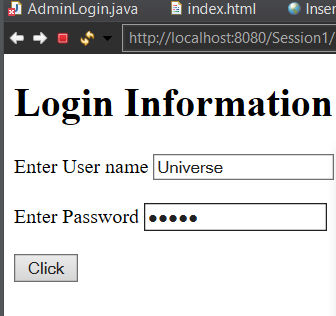 AdminLogin.java index.html Inser
http://localhost:8080/Session1/
Login Information
Enter User name Universe
Enter Password •••••
Click